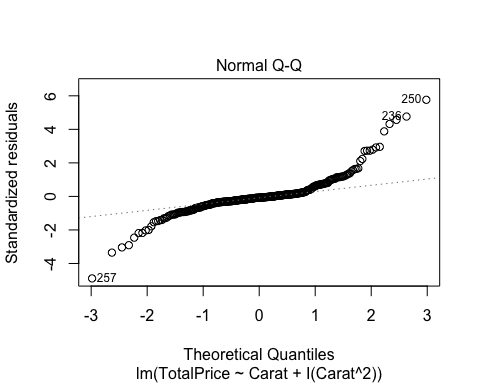 Normal Q-Q
Standardized residuals
6
4
2
0
-2
-4
250
236
257
-3 -2 -1 0 1 2 3
Theoretical Quantiles
lm(TotalPrice ~ Carat + I(Carat^2))